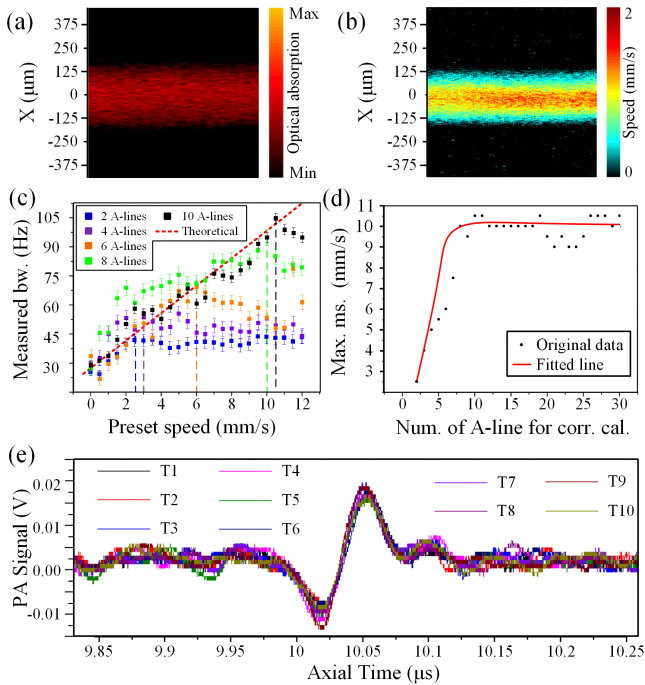 (a)
X (μm)
375
250
125
0
-125
-250
-375
Max
Optical absorption
Min
(b)
X (μm)
375
250
125
0
-125
-250
-375
2
Speed (mm/s)
0
(c)
Measured bw. (Hz)
105
90
75
60
45
30
2 A-lines
4 A-lines
6 A-lines
8 A-lines
10 A-lines
Theoretical
0 2 4 6 8 10 12
Preset speed (mm/s)
(d)
Max. ms. (mm/s)
11
10
9
8
7
6
5
4
3
Original data
Fitted line
0 5 10 15 20 25 30
Num. of A-line for corr. cal.
(e)
PA Signal (V)
0.02
0.01
0.00
-0.01
T1
T2
T3
T4
T5
T6
T7
T8
T9
T10
9.85 9.9 9.95 10 10.05 10.1 10.15 10.2 10.25
Axial Time (μs)